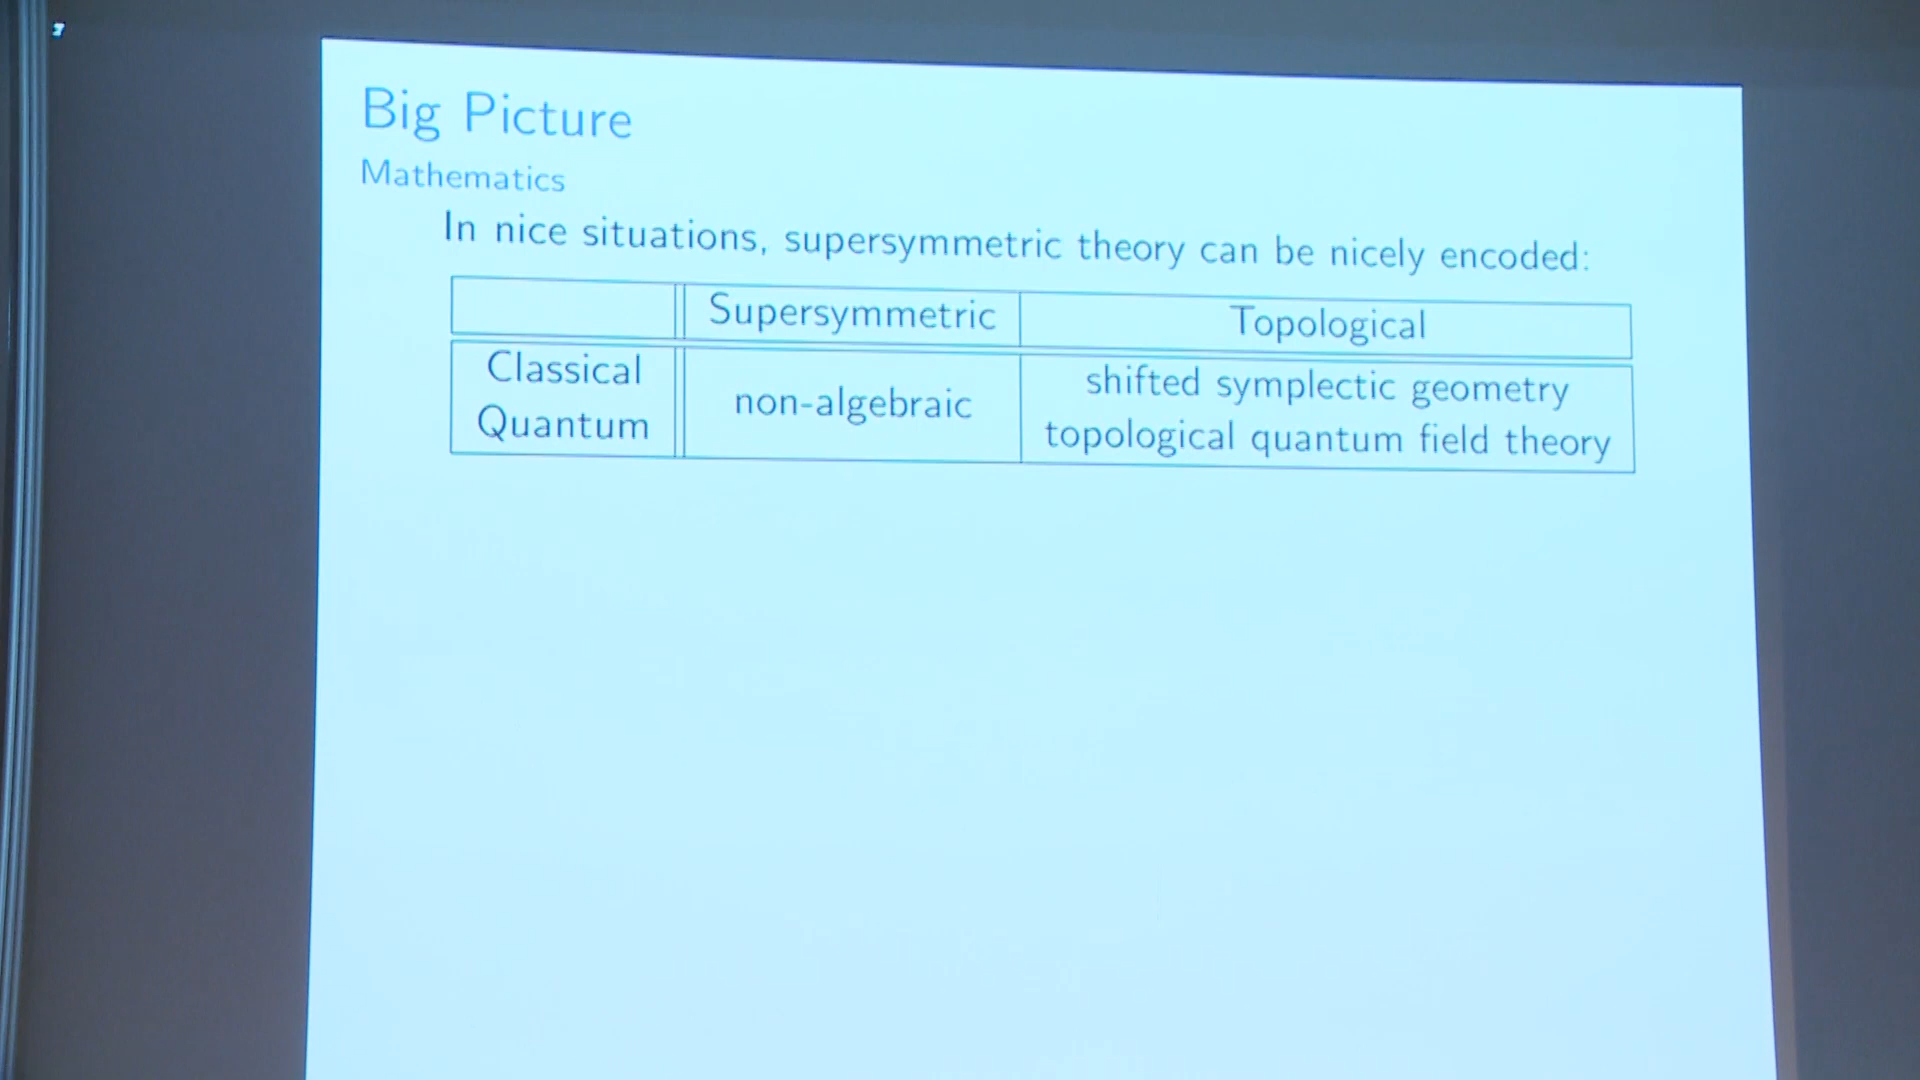 Big Picture
Mathematics
In nice situations, supersymmetric theory can be nicely encoded:
Supersymmetric Topological
Classical shifted symplectic geometry
non-algebraic
Quantum topological quantum field theory